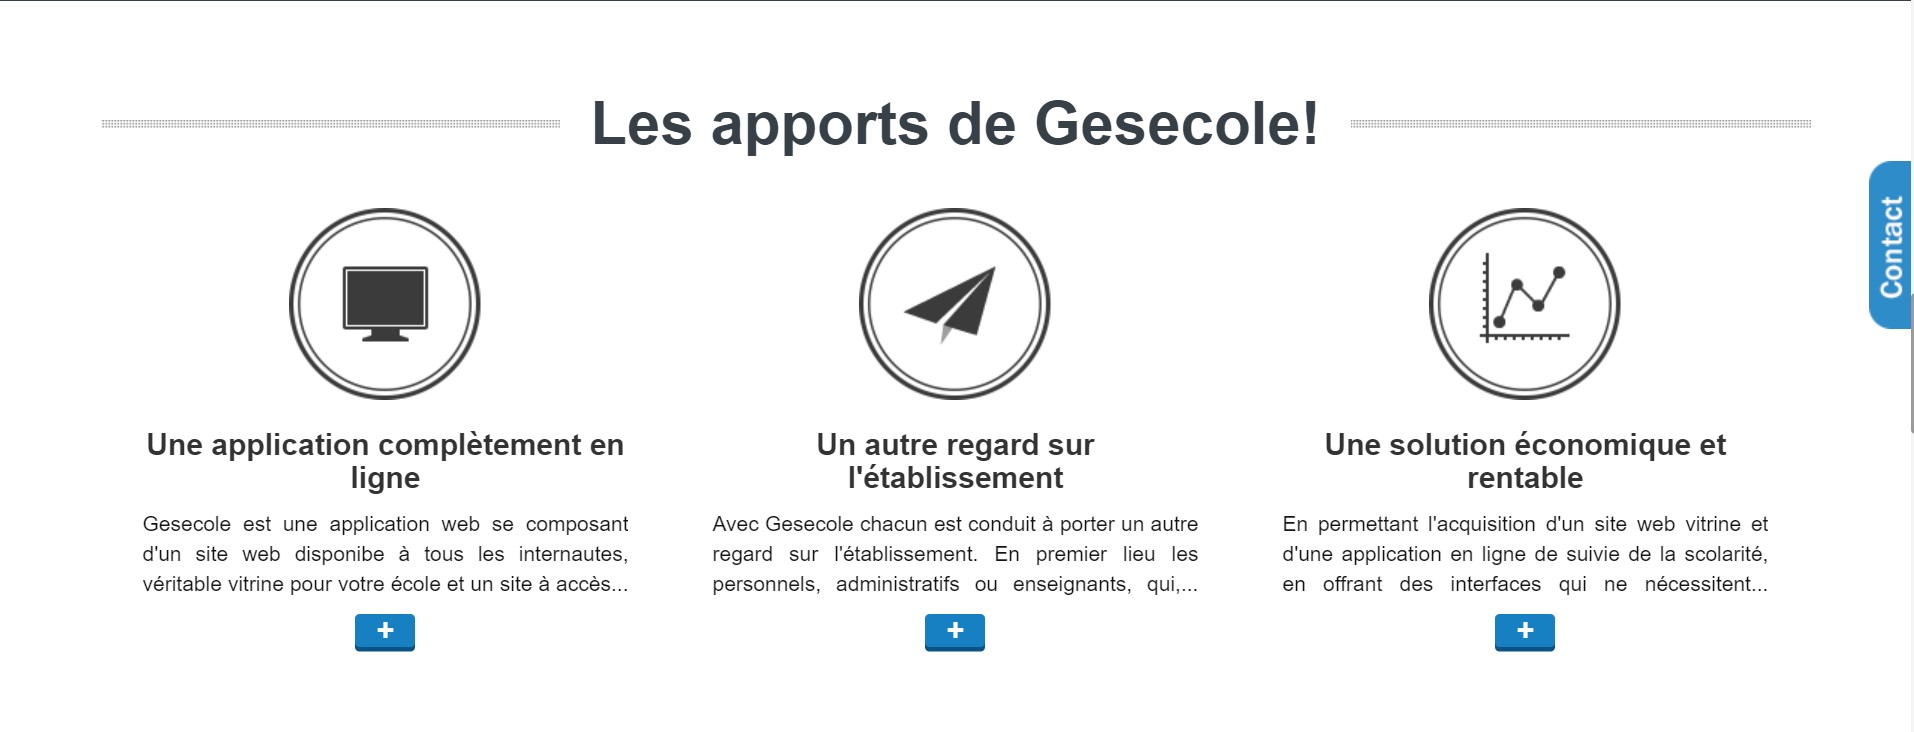 Les apports de Gesecole!
Contact
Une application complètement en
ligne
Gesecole est une application web se composant
d'un site web disponibe à tous les internautes,
véritable vitrine pour votre école et un site à accès...
+
Un autre regard sur
l'établissement
Avec Gesecole chacun est conduit à porter un autre
regard sur l'établissement. En premier lieu les
personnels, administratifs ou enseignants, qui,...
+
Une solution économique et
rentable
En permettant l'acquisition d'un site web vitrine et
d'une application en ligne de suivie de la scolarité,
en offrant des interfaces qui ne nécessitent...
+